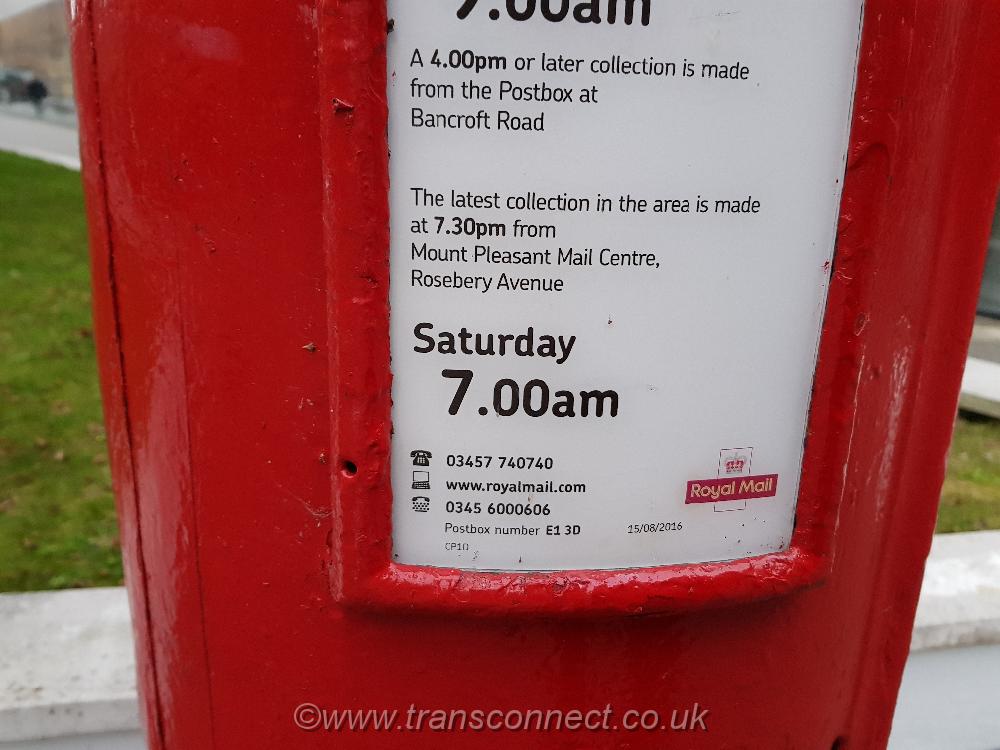 7.00am
A 4.00pm or later collection is made
from the Postbox at
Bancroft Road
The latest collection in the area is made
at 7.30pm from
Mount Pleasant Mail Centre,
Rosebery Avenue
Saturday
7.00am
03457 740740
www.royalmail.com
0345 6000606
Postbox number E1 3D
15/08/2016
CP1D
Royal Mail
©www.transconnect.co.uk